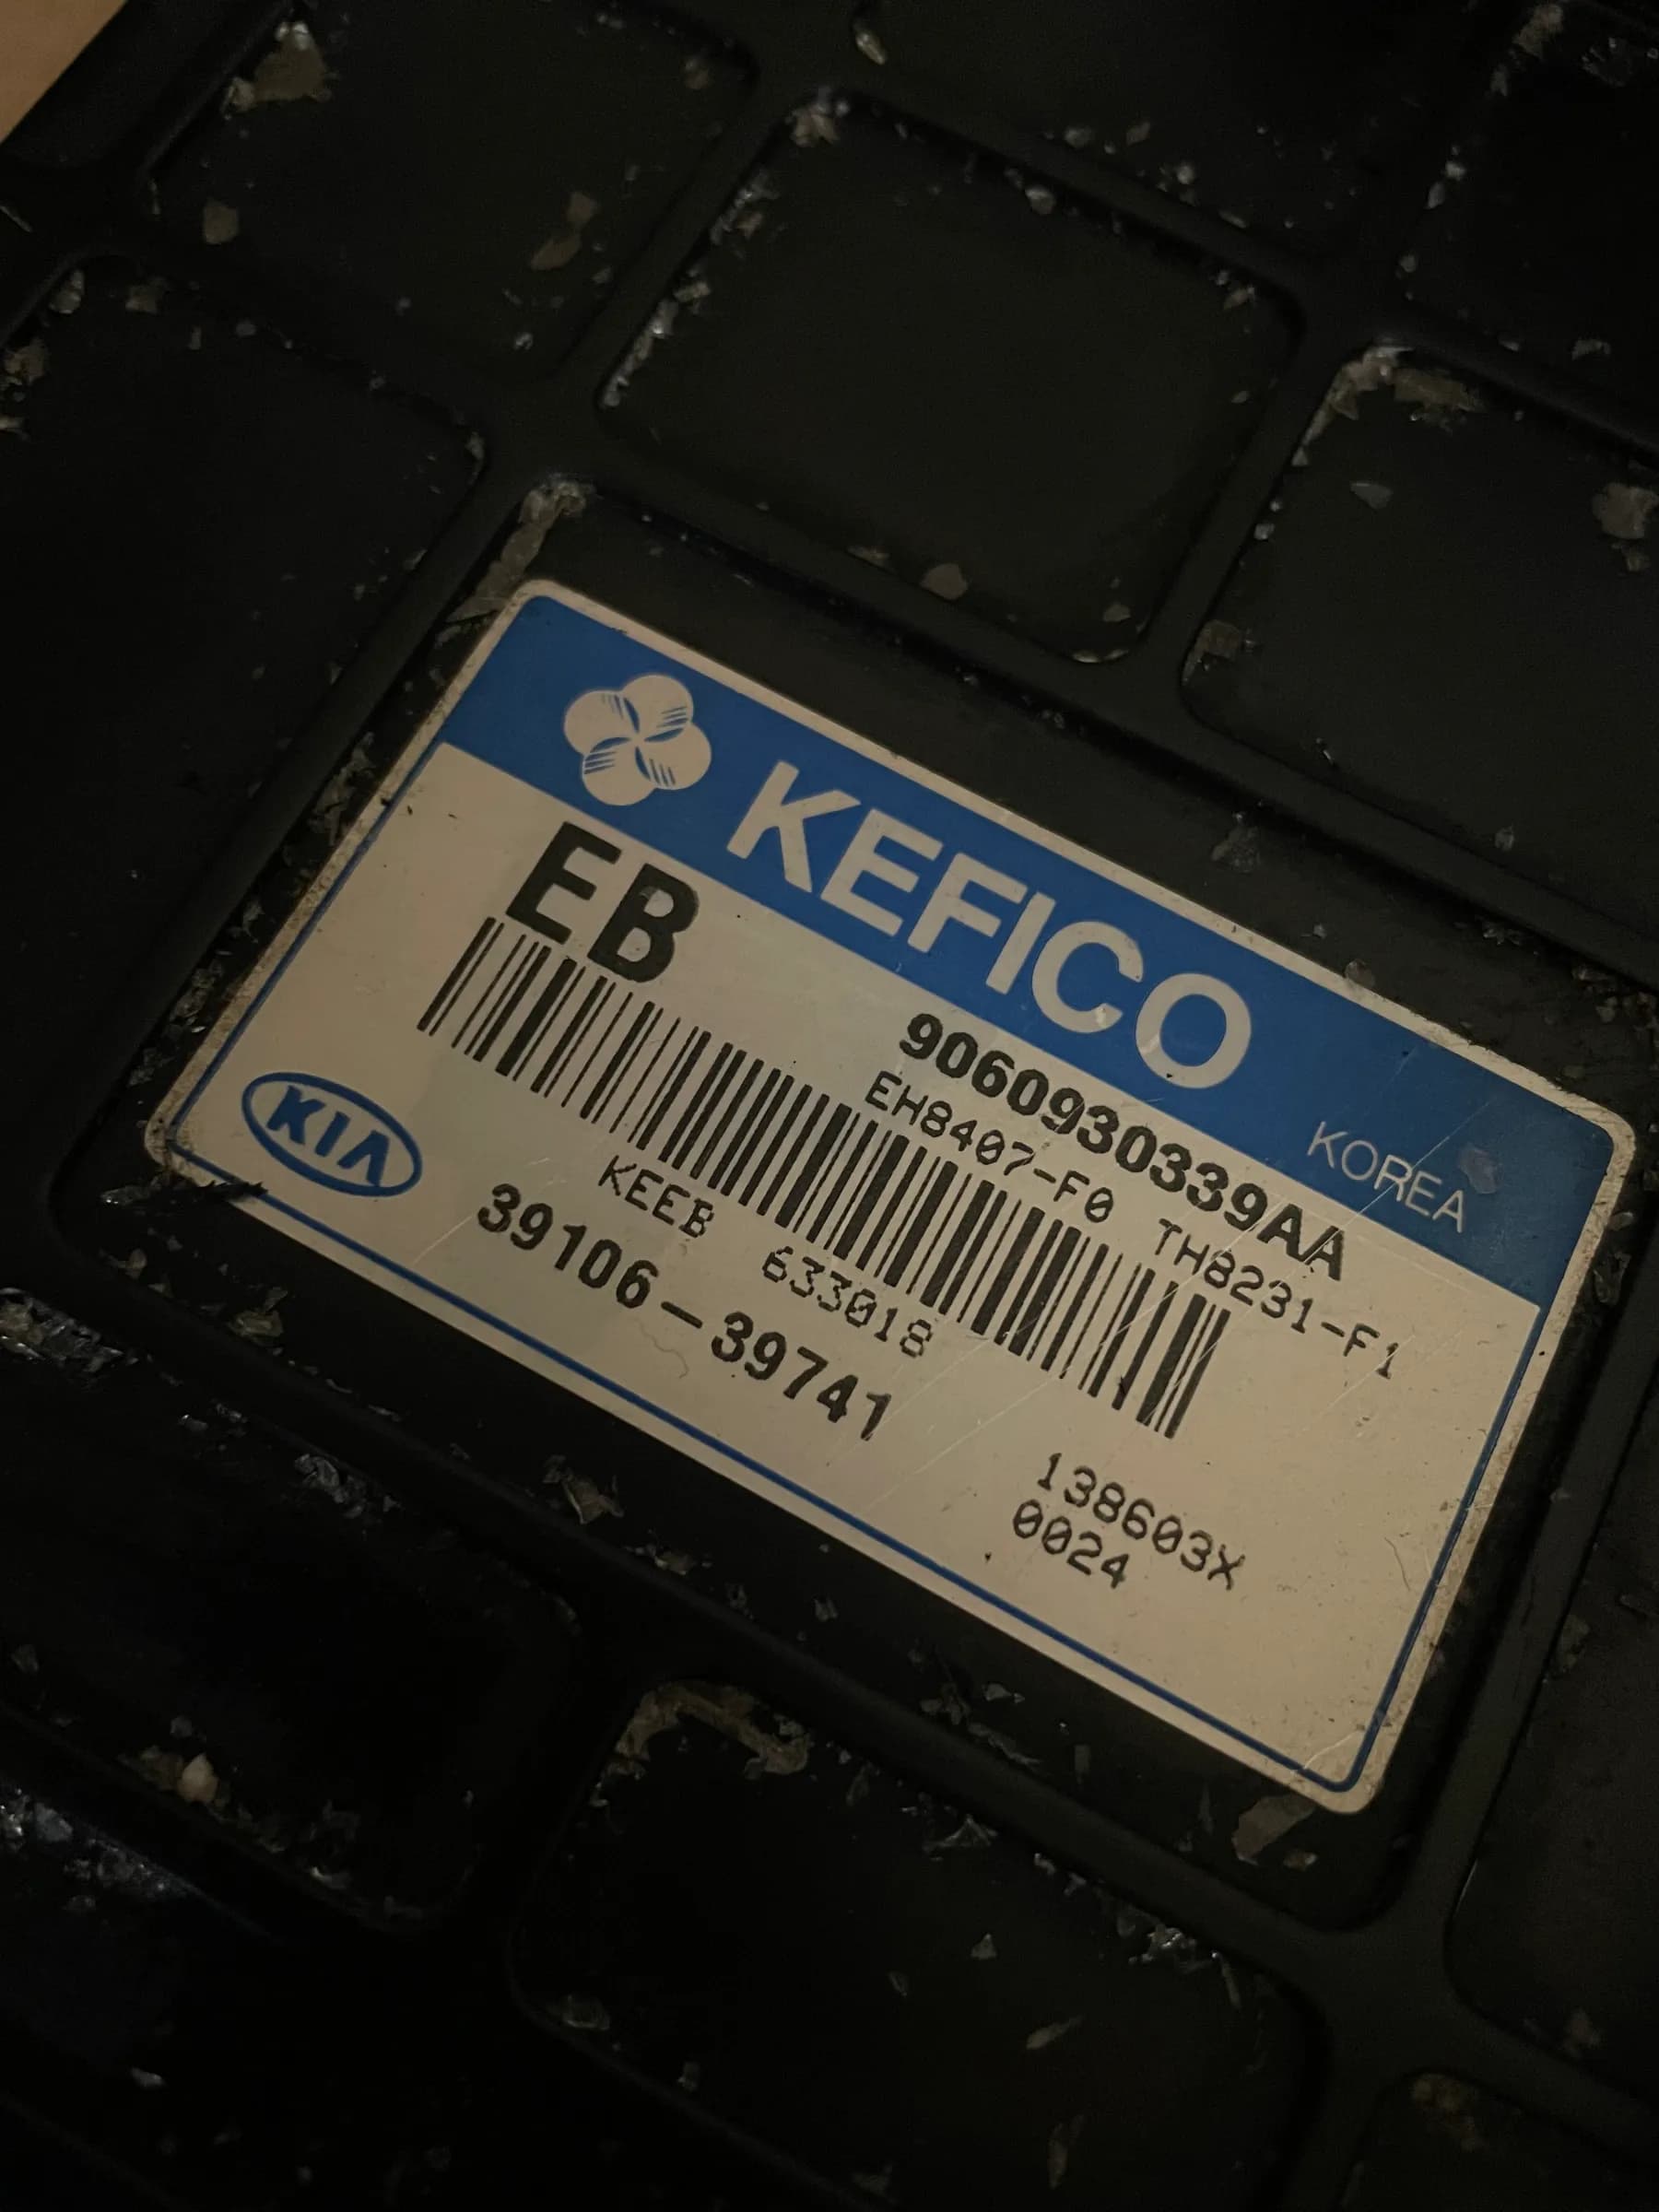 KEFICO KOREA
EB
9060930339AA
EH8407-F0 TH8231-F1
KEEB 633018
KIA
39106-39741
138603X
0024